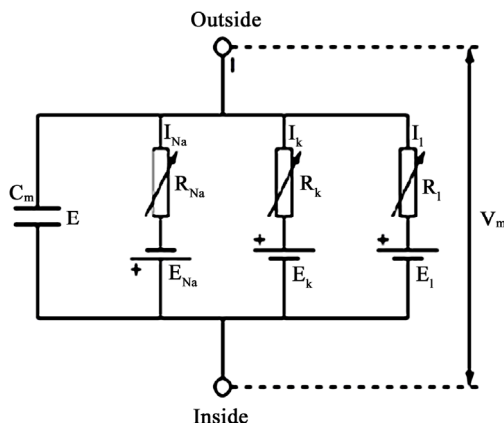 Outside
I
I_Na I_k I_l
C_m E R_Na R_k R_l V_m
+ + +
E_Na E_k E_l
Inside